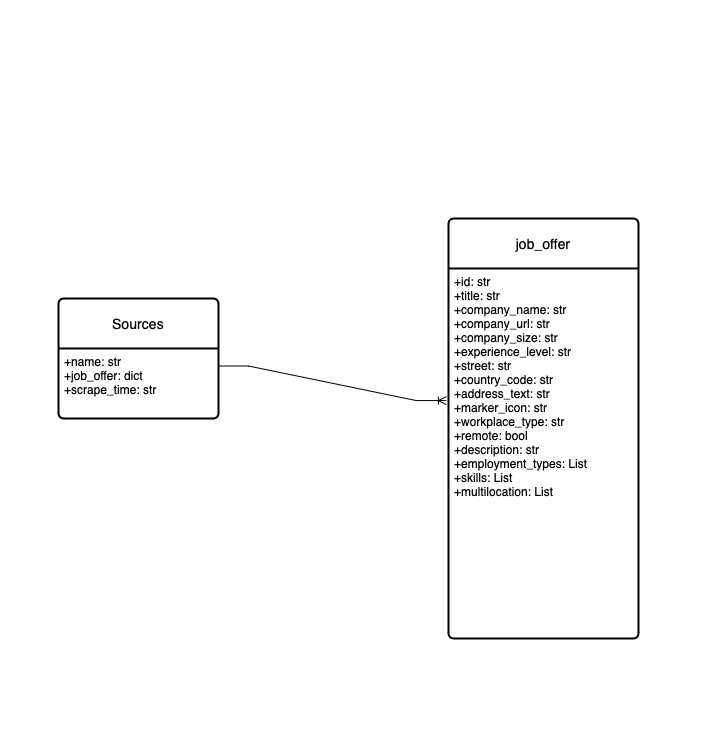 Sources
+name: str
+job_offer: dict
+scrape_time: str
job_offer
+id: str
+title: str
+company_name: str
+company_url: str
+company_size: str
+experience_level: str
+street: str
+country_code: str
+address_text: str
+marker_icon: str
+workplace_type: str
+remote: bool
+description: str
+employment_types: List
+skills: List
+multilocation: List